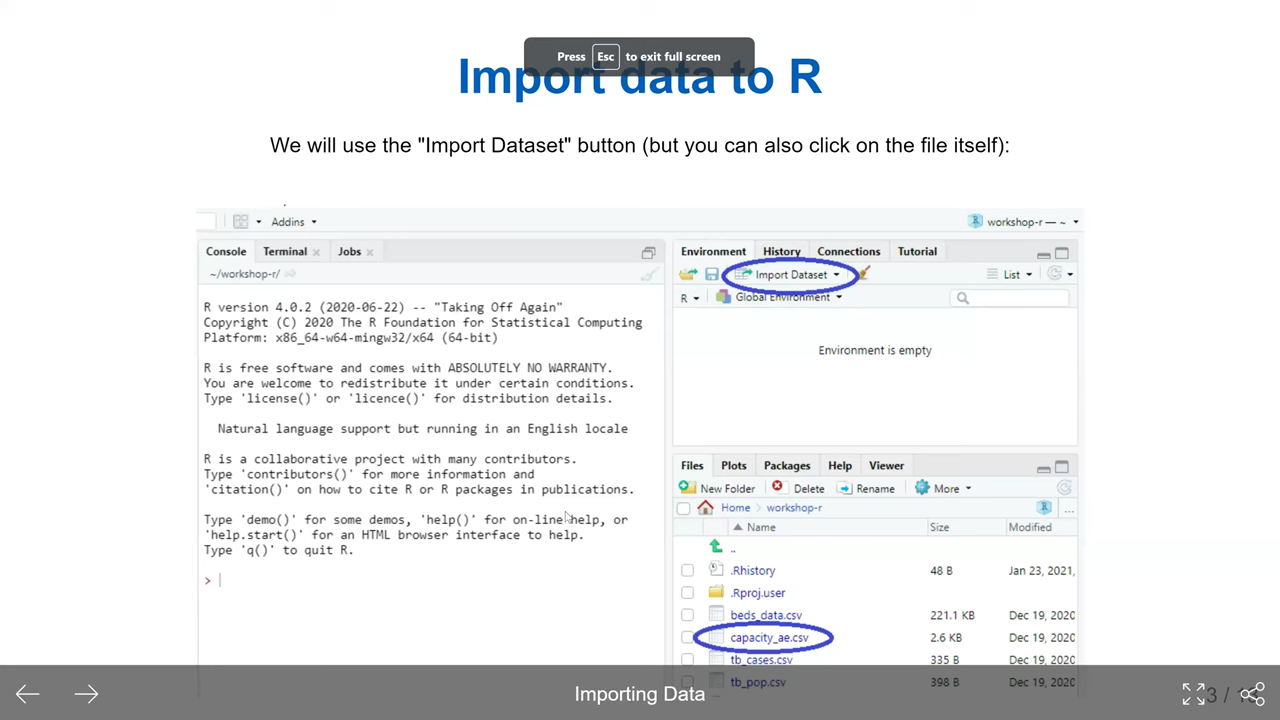 Press Esc to exit full screen
Import data to R
We will use the "Import Dataset" button (but you can also click on the file itself):
Addins
workshop-r — ~
Console Terminal Jobs
~/workshop-r/
R version 4.0.2 (2020-06-22) -- "Taking Off Again"
Copyright (C) 2020 The R Foundation for Statistical Computing
Platform: x86_64-w64-mingw32/x64 (64-bit)
R is free software and comes with ABSOLUTELY NO WARRANTY.
You are welcome to redistribute it under certain conditions.
Type 'license()' or 'licence()' for distribution details.
Natural language support but running in an English locale
R is a collaborative project with many contributors.
Type 'contributors()' for more information and
'citation()' on how to cite R or R packages in publications.
Type 'demo()' for some demos, 'help()' for on-line help, or
'help.start()' for an HTML browser interface to help.
Type 'q()' to quit R.
>
Environment History Connections Tutorial
Import Dataset List
R Global Environment
Environment is empty
Files Plots Packages Help Viewer
New Folder Delete Rename More
Home workshop-r ...
Name Size Modified
..
.Rhistory 48 B Jan 23, 2021,
.Rproj.user
beds_data.csv 221.1 KB Dec 19, 2020
capacity_ae.csv 2.6 KB Dec 19, 2020
tb_cases.csv 335 B Dec 19, 2020
tb_pop.csv 398 B Dec 19, 2020
Importing Data
3 /